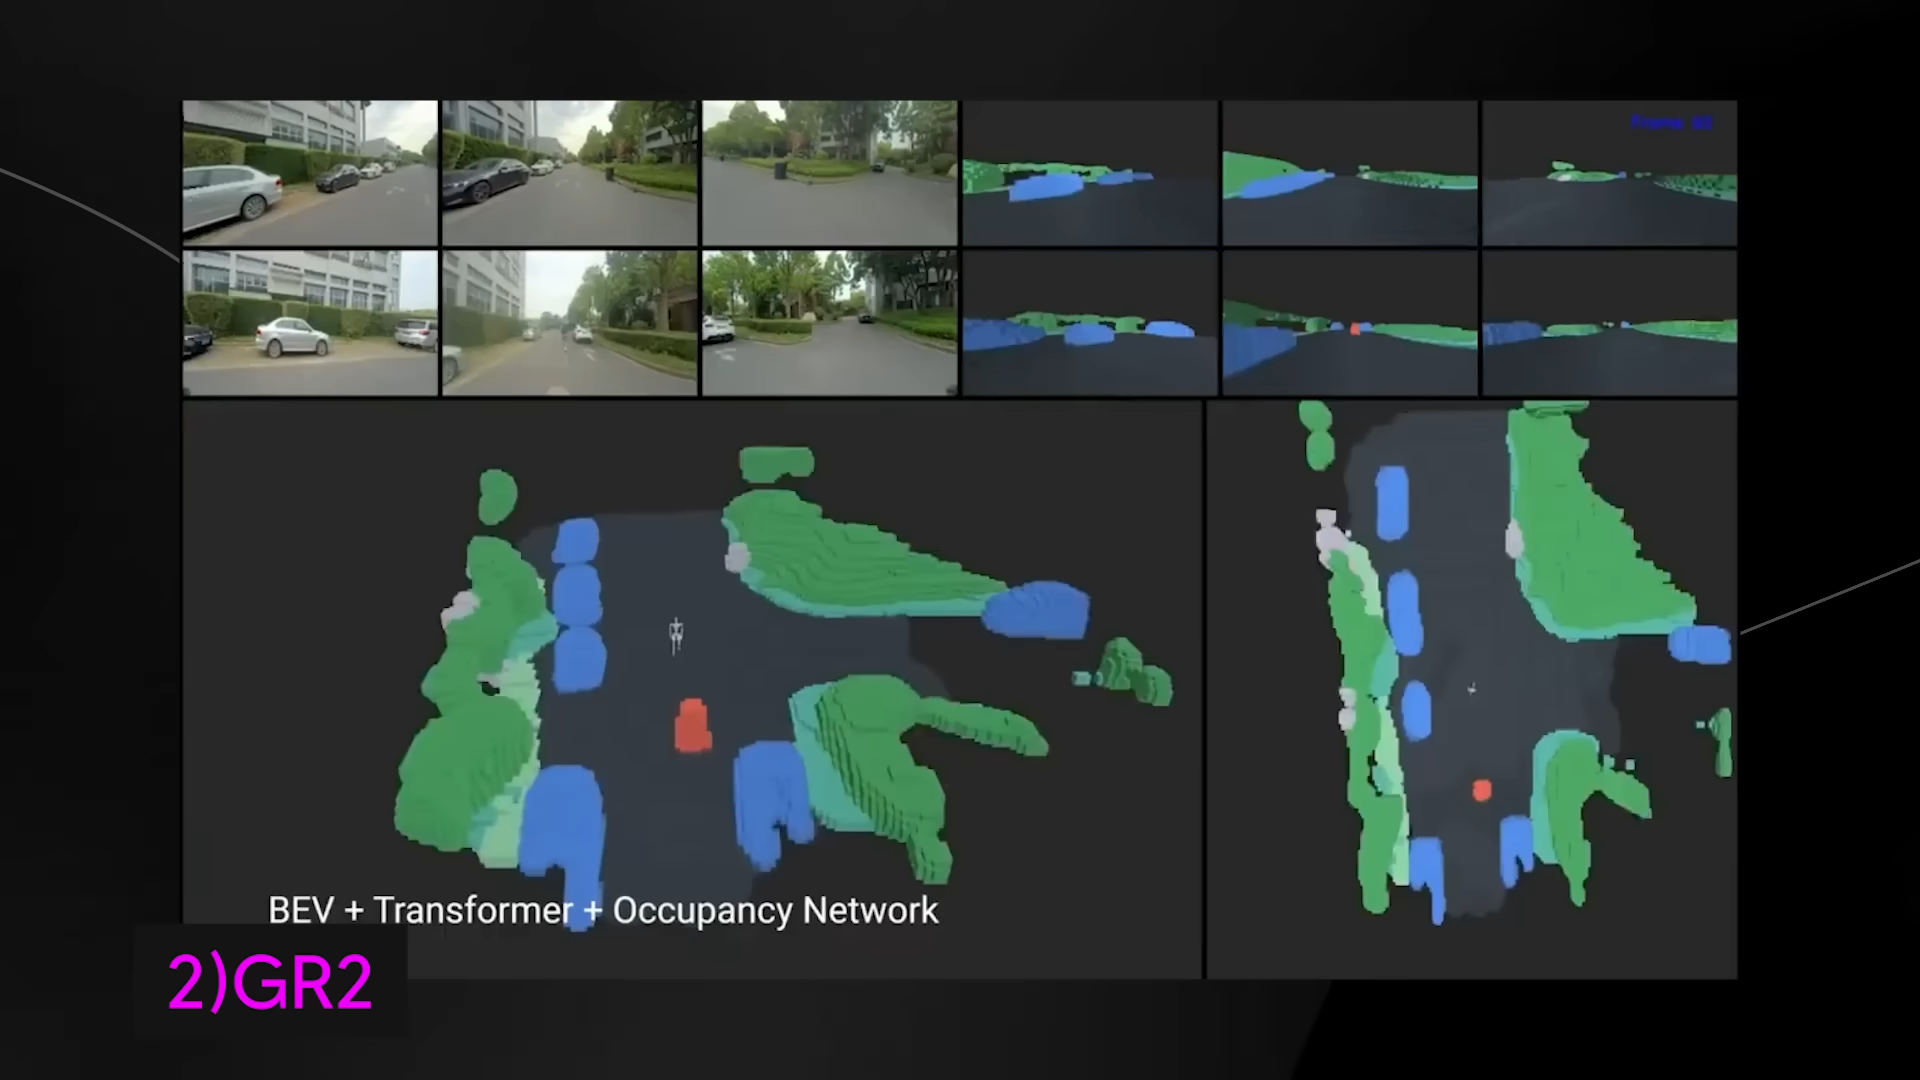 BEV + Transformer + Occupancy Network
2)GR2